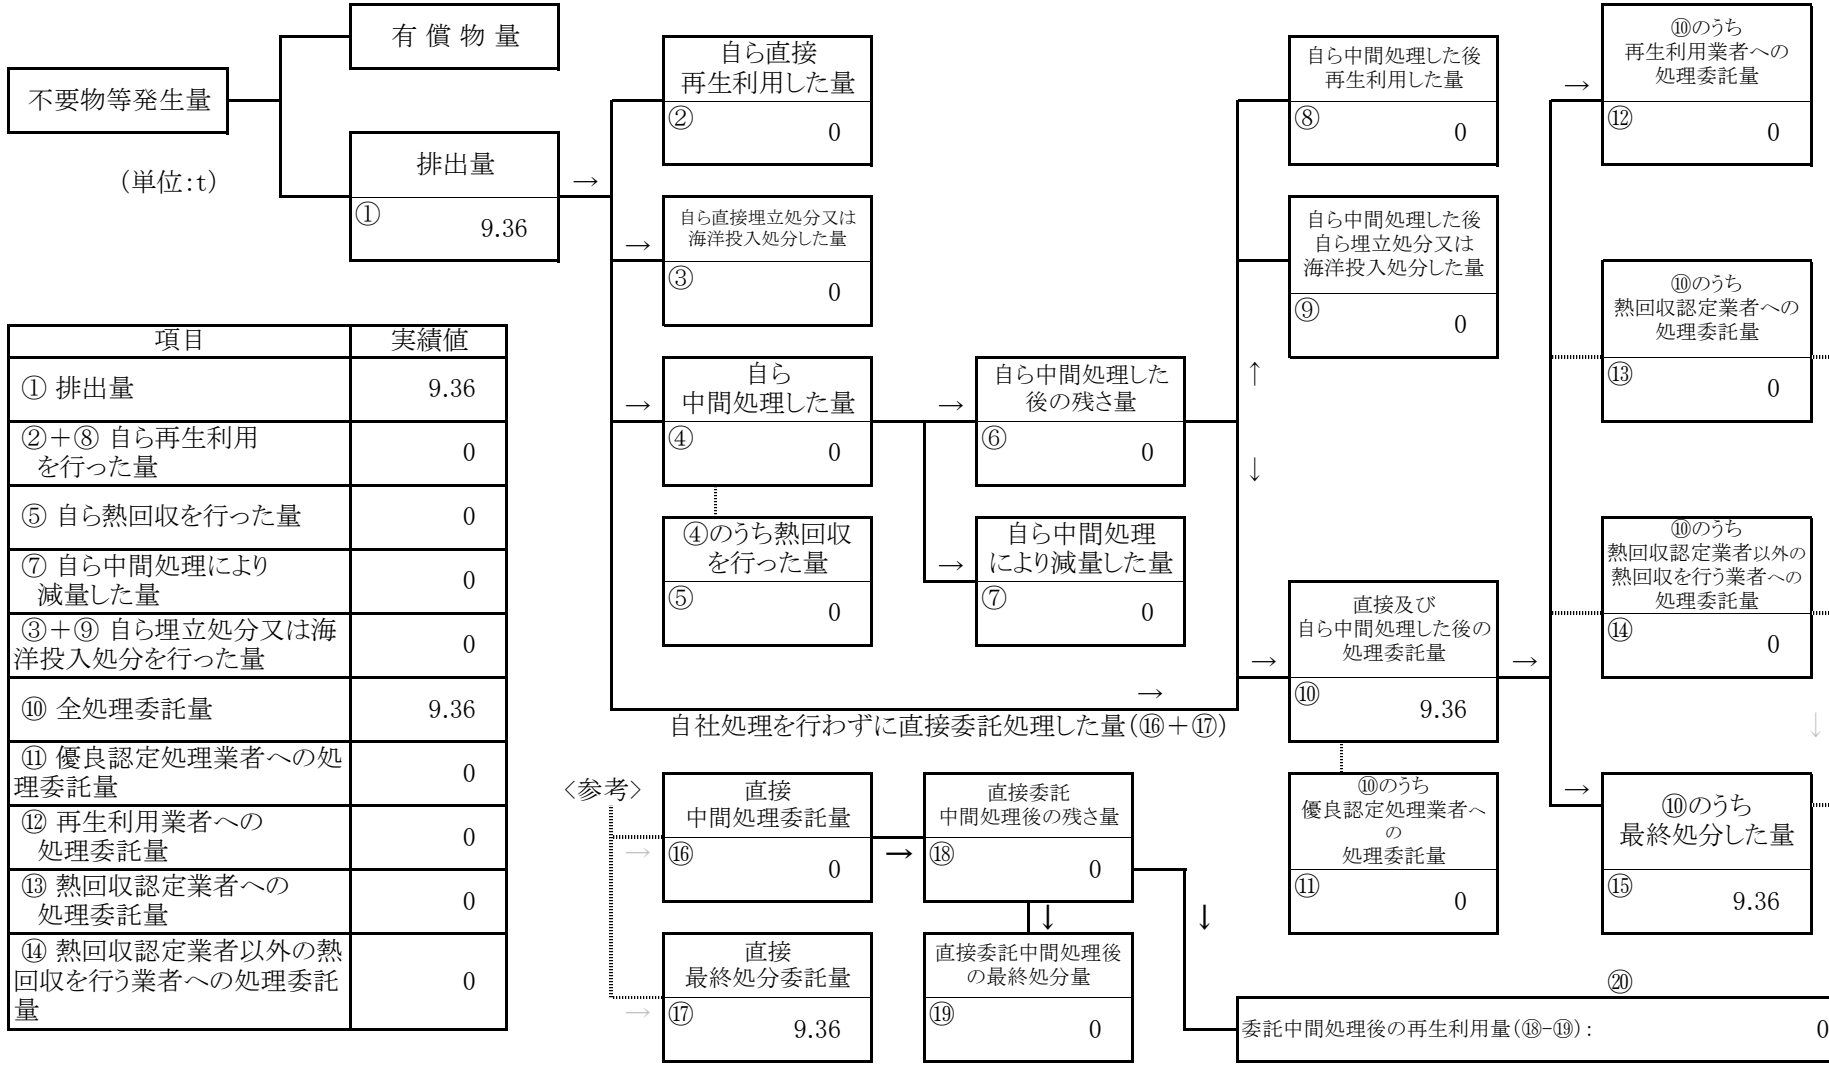 有 償 物 量
不要物等発生量
(単位:t)
排出量
①
9.36
→
自ら直接
再生利用した量
②
0
→
自ら直接埋立処分又は
海洋投入処分した量
③
0
→
自ら
中間処理した量
④
0
④のうち熱回収
を行った量
⑤
0
→
自ら中間処理した
後の残さ量
⑥
0
→
自ら中間処理
により減量した量
⑦
0
自ら中間処理した後
再生利用した量
⑧
0
自ら中間処理した後
自ら埋立処分又は
海洋投入処分した量
⑨
0
↑
↓
→
自社処理を行わずに直接委託処理した量(⑯+⑰)
→
直接及び
自ら中間処理した後の
処理委託量
⑩
9.36
⑩のうち
優良認定処理業者へ
の
処理委託量
⑪
0
→
→
⑩のうち
再生利用業者への
処理委託量
⑫
0
⑩のうち
熱回収認定業者への
処理委託量
⑬
0
⑩のうち
熱回収認定業者以外の
熱回収を行う業者への
処理委託量
⑭
0
↓
→
⑩のうち
最終処分した量
⑮
9.36
項目 実績値
① 排出量 9.36
②+⑧ 自ら再生利用
を行った量 0
⑤ 自ら熱回収を行った量 0
⑦ 自ら中間処理により
減量した量 0
③+⑨ 自ら埋立処分又は海
洋投入処分を行った量 0
⑩ 全処理委託量 9.36
⑪ 優良認定処理業者への処
理委託量 0
⑫ 再生利用業者への
処理委託量 0
⑬ 熱回収認定業者への
処理委託量 0
⑭ 熱回収認定業者以外の熱
回収を行う業者への処理委託
量 0
〈参考〉
→
直接
中間処理委託量
⑯
0
→
直接委託
中間処理後の残さ量
⑱
0
↓
↓
→
直接
最終処分委託量
⑰
9.36
直接委託中間処理後
の最終処分量
⑲
0
⑳
委託中間処理後の再生利用量(⑱-⑲): 0